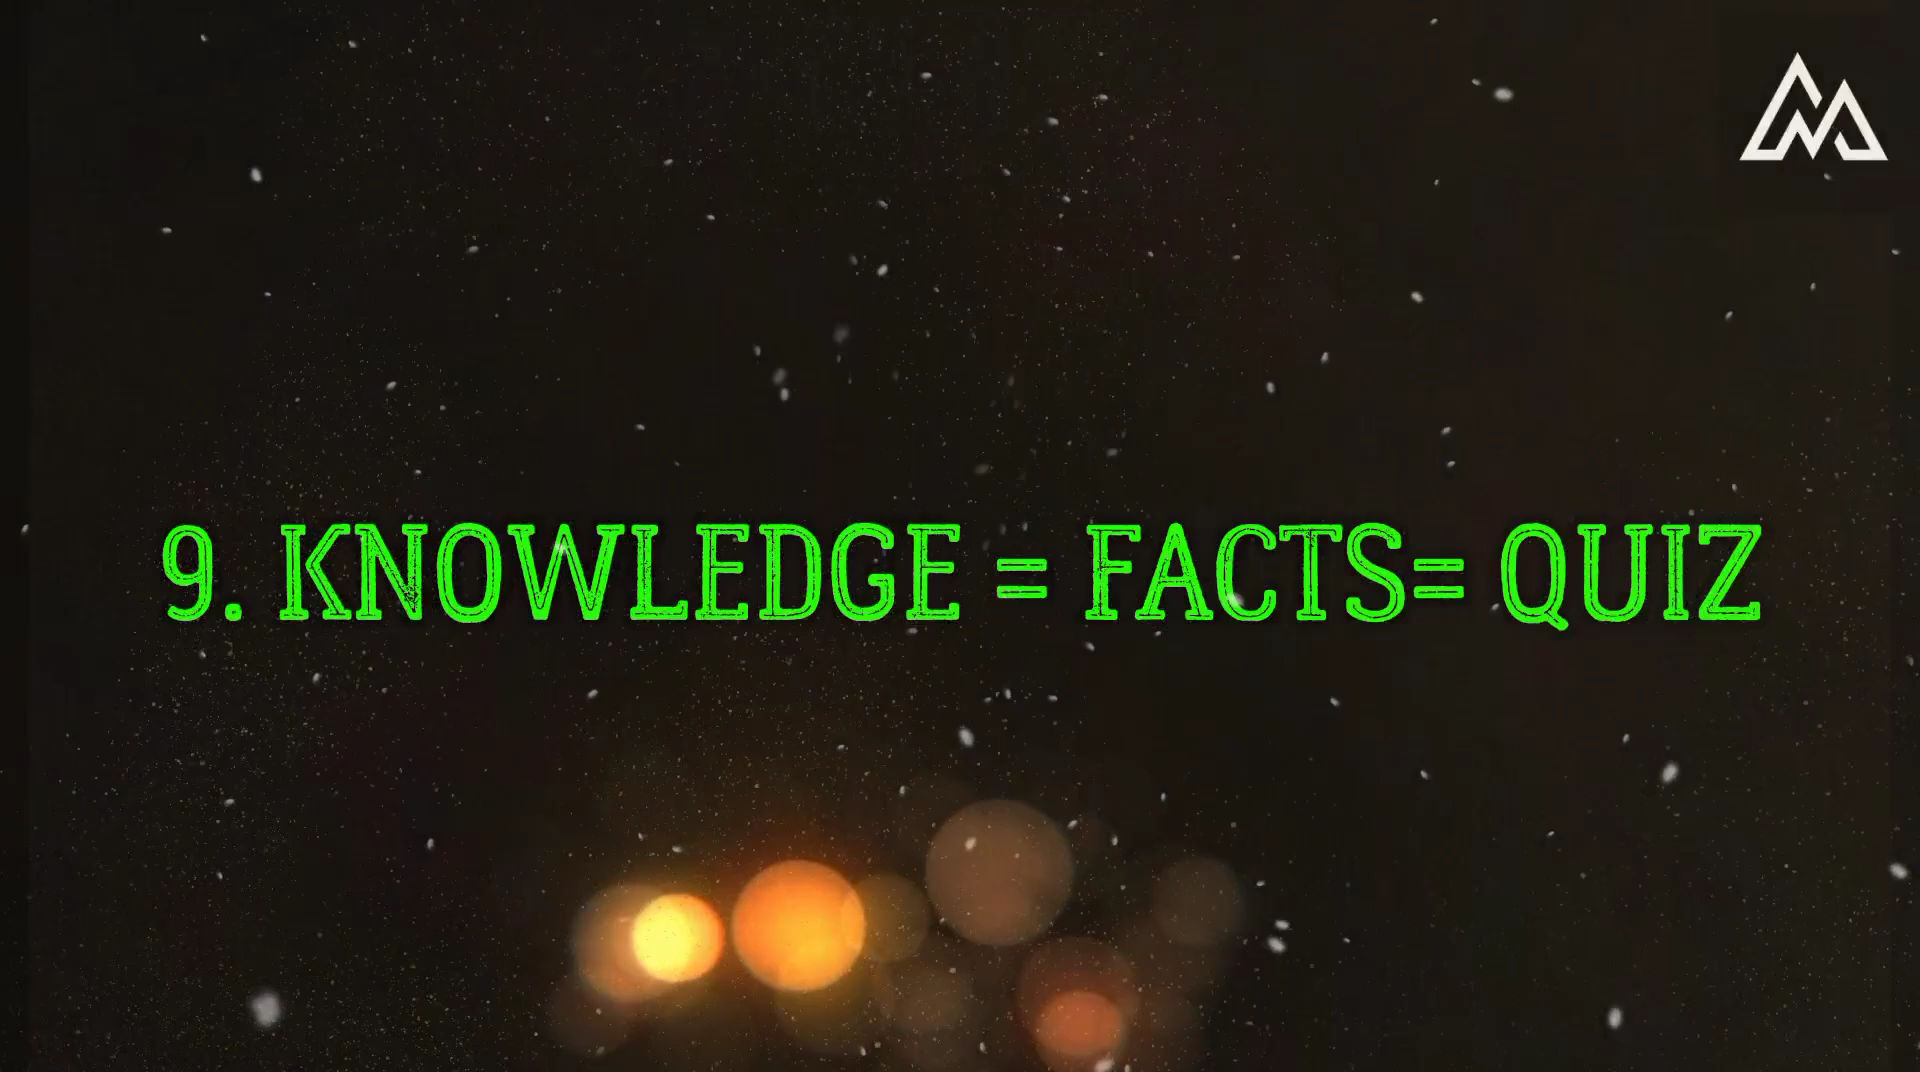 9. KNOWLEDGE = FACTS= QUIZ